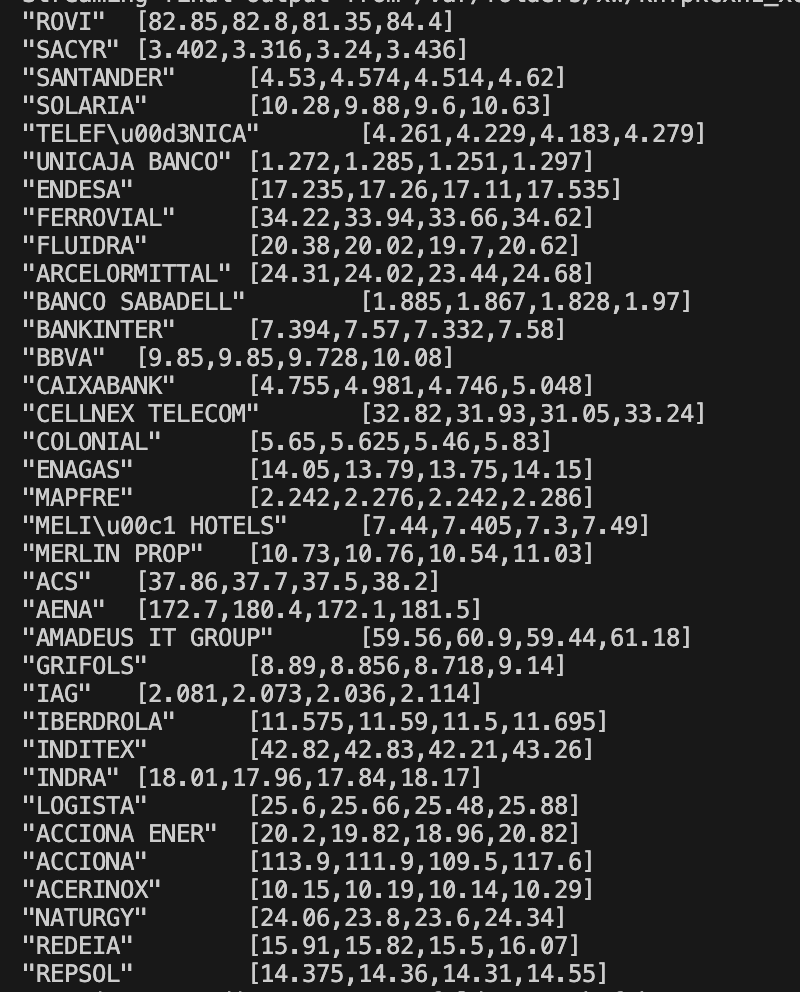 "ROVI" [82.85,82.8,81.35,84.4]
"SACYR" [3.402,3.316,3.24,3.436]
"SANTANDER" [4.53,4.574,4.514,4.62]
"SOLARIA" [10.28,9.88,9.6,10.63]
"TELEF\u00d3NICA" [4.261,4.229,4.183,4.279]
"UNICAJA BANCO" [1.272,1.285,1.251,1.297]
"ENDESA" [17.235,17.26,17.11,17.535]
"FERROVIAL" [34.22,33.94,33.66,34.62]
"FLUIDRA" [20.38,20.02,19.7,20.62]
"ARCELORMITTAL" [24.31,24.02,23.44,24.68]
"BANCO SABADELL" [1.885,1.867,1.828,1.97]
"BANKINTER" [7.394,7.57,7.332,7.58]
"BBVA" [9.85,9.85,9.728,10.08]
"CAIXABANK" [4.755,4.981,4.746,5.048]
"CELLNEX TELECOM" [32.82,31.93,31.05,33.24]
"COLONIAL" [5.65,5.625,5.46,5.83]
"ENAGAS" [14.05,13.79,13.75,14.15]
"MAPFRE" [2.242,2.276,2.242,2.286]
"MELI\u00c1 HOTELS" [7.44,7.405,7.3,7.49]
"MERLIN PROP" [10.73,10.76,10.54,11.03]
"ACS" [37.86,37.7,37.5,38.2]
"AENA" [172.7,180.4,172.1,181.5]
"AMADEUS IT GROUP" [59.56,60.9,59.44,61.18]
"GRIFOLS" [8.89,8.856,8.718,9.14]
"IAG" [2.081,2.073,2.036,2.114]
"IBERDROLA" [11.575,11.59,11.5,11.695]
"INDITEX" [42.82,42.83,42.21,43.26]
"INDRA" [18.01,17.96,17.84,18.17]
"LOGISTA" [25.6,25.66,25.48,25.88]
"ACCIONA ENER" [20.2,19.82,18.96,20.82]
"ACCIONA" [113.9,111.9,109.5,117.6]
"ACERINOX" [10.15,10.19,10.14,10.29]
"NATURGY" [24.06,23.8,23.6,24.34]
"REDEIA" [15.91,15.82,15.5,16.07]
"REPSOL" [14.375,14.36,14.31,14.55]